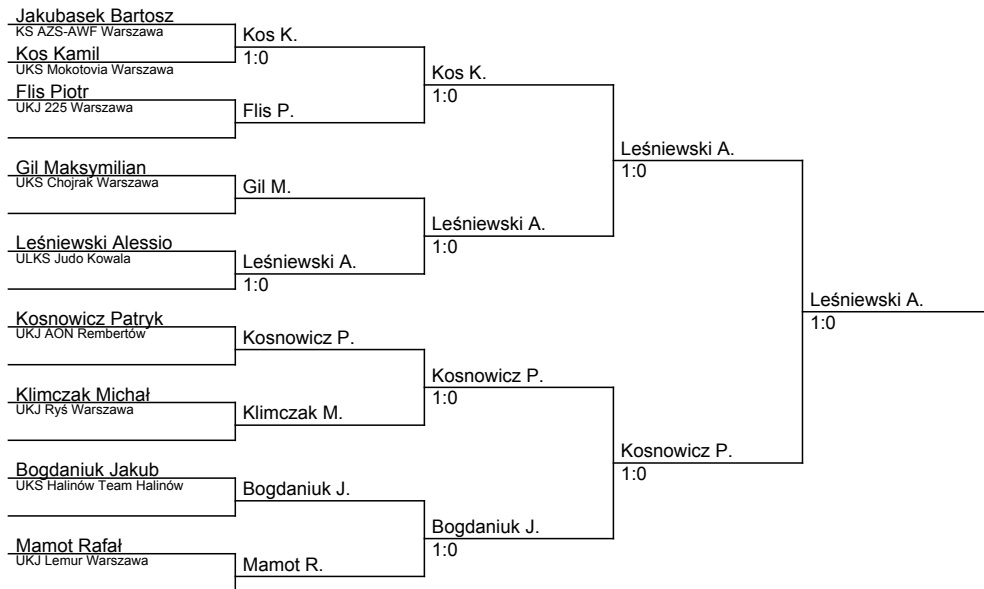 Jakubasek Bartosz
KS AZS-AWF Warszawa
Kos K.
1:0
Kos Kamil
UKS Mokotovia Warszawa
Kos K.
1:0
Flis Piotr
UKJ 225 Warszawa
Flis P.
Leśniewski A.
1:0
Gil Maksymilian
UKS Chojrak Warszawa
Gil M.
Leśniewski A.
1:0
Leśniewski Alessio
ULKS Judo Kowala
Leśniewski A.
1:0
Leśniewski A.
1:0
Kosnowicz Patryk
UKJ AON Rembertów
Kosnowicz P.
Kosnowicz P.
1:0
Klimczak Michał
UKJ Ryś Warszawa
Klimczak M.
Kosnowicz P.
1:0
Bogdaniuk Jakub
UKS Halinów Team Halinów
Bogdaniuk J.
Bogdaniuk J.
1:0
Mamot Rafał
UKJ Lemur Warszawa
Mamot R.